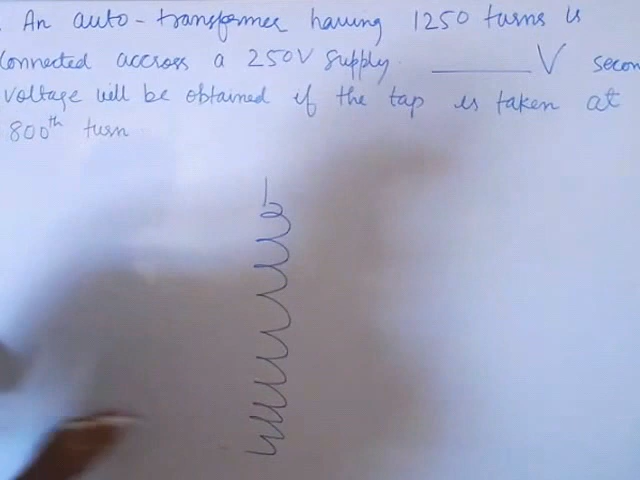 . An auto-transformer having 1250 turns is
Connected accross a 250V supply. ______ V secon
voltage will be obtained if the tap is taken at
800th turn